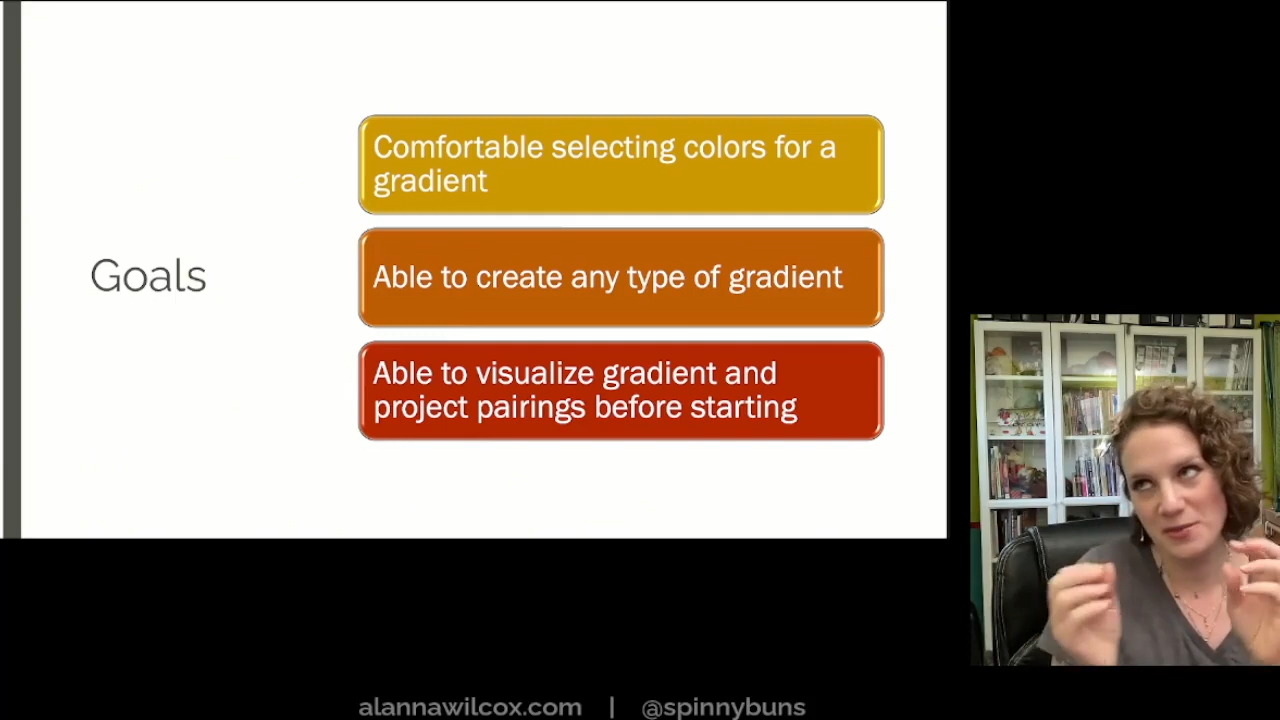 Goals
Comfortable selecting colors for a
gradient
Able to create any type of gradient
Able to visualize gradient and
project pairings before starting
alannawilcox.com | @spinnybuns